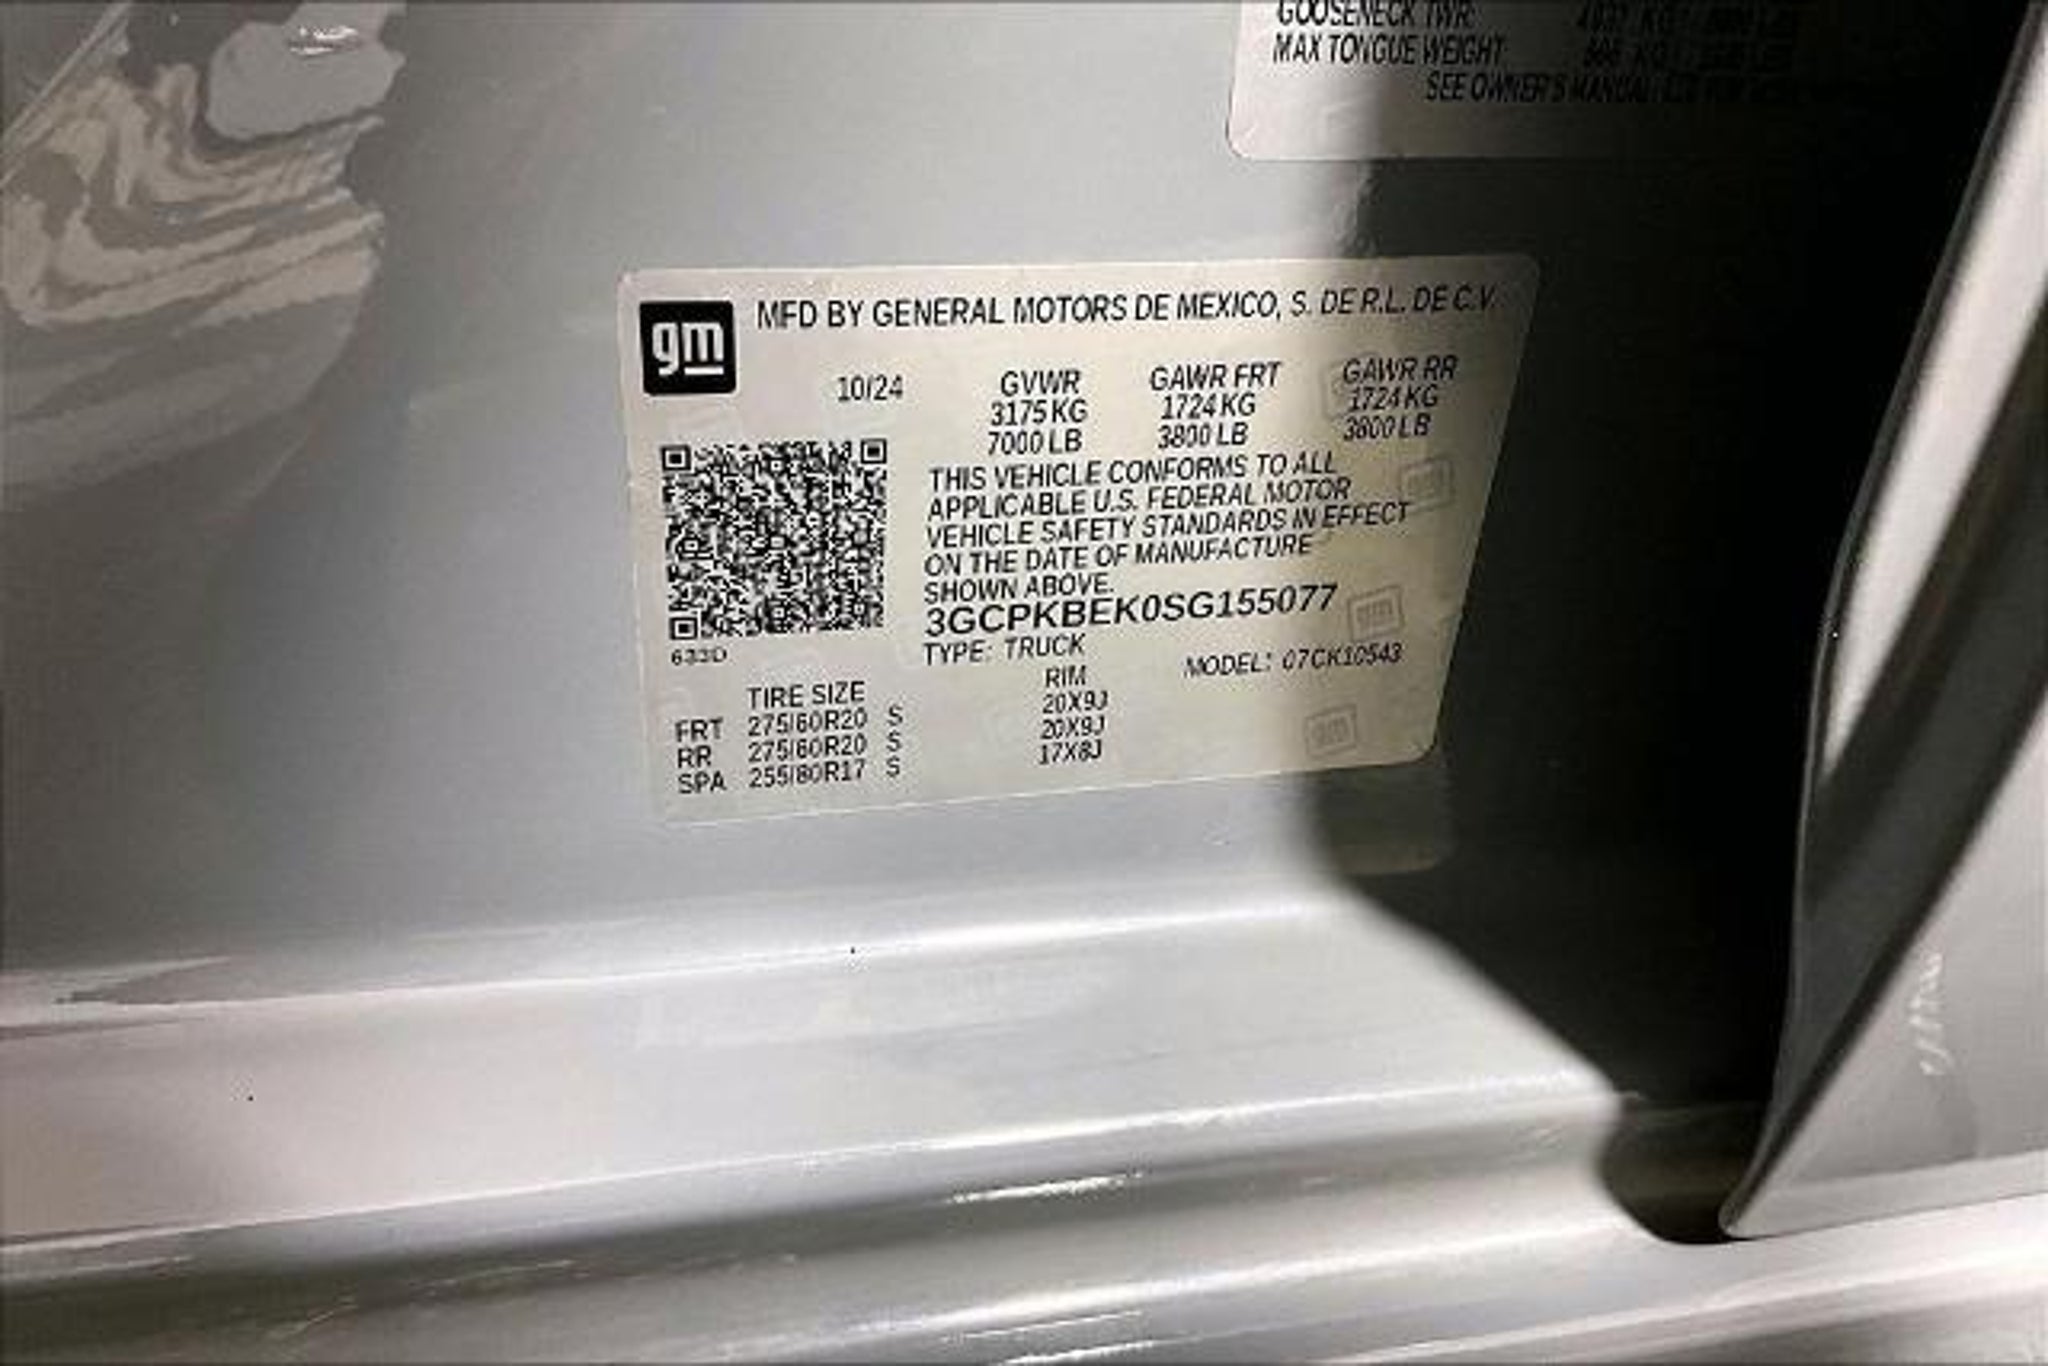 GOOSENECK TWR:
MAX TONGUE WEIGHT:
SEE OWNER'S MANUAL
gm MFD BY GENERAL MOTORS DE MEXICO, S. DE R.L. DE C.V.
10/24 GVWR GAWR FRT GAWR RR
3175 KG 1724 KG 1724 KG
7000 LB 3800 LB 3800 LB
THIS VEHICLE CONFORMS TO ALL
APPLICABLE U.S. FEDERAL MOTOR
VEHICLE SAFETY STANDARDS IN EFFECT
ON THE DATE OF MANUFACTURE
SHOWN ABOVE.
3GCPKBEK0SG155077
633D
TYPE: TRUCK MODEL: 07CK10543
TIRE SIZE RIM
FRT 275/60R20 S 20X9J
RR 275/60R20 S 20X9J
SPA 255/80R17 S 17X8J